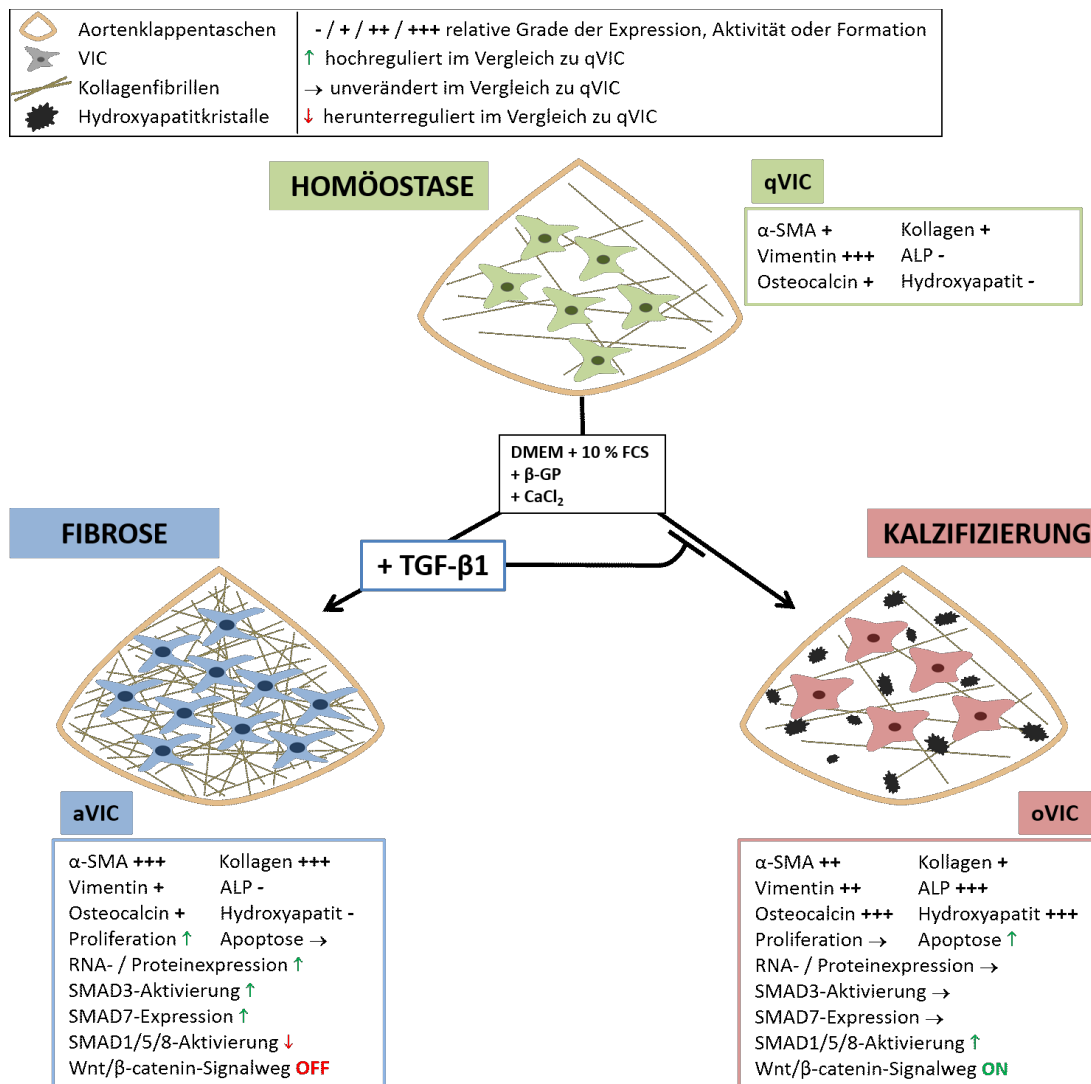 Aortenklappentaschen
VIC
Kollagenfibrillen
Hydroxyapatitkristalle
- / + / ++ / +++ relative Grade der Expression, Aktivität oder Formation
↑ hochreguliert im Vergleich zu qVIC
→ unverändert im Vergleich zu qVIC
↓ herunterreguliert im Vergleich zu qVIC
HOMÖOSTASE
qVIC
α-SMA + Kollagen +
Vimentin +++ ALP -
Osteocalcin + Hydroxyapatit -
DMEM + 10 % FCS
+ β-GP
+ CaCl₂
FIBROSE
+ TGF-β1
KALZIFIZIERUNG
aVIC
α-SMA +++ Kollagen +++
Vimentin + ALP -
Osteocalcin + Hydroxyapatit -
Proliferation ↑ Apoptose →
RNA- / Proteinexpression ↑
SMAD3-Aktivierung ↑
SMAD7-Expression ↑
SMAD1/5/8-Aktivierung ↓
Wnt/β-catenin-Signalweg OFF
oVIC
α-SMA ++ Kollagen +
Vimentin ++ ALP +++
Osteocalcin +++ Hydroxyapatit +++
Proliferation → Apoptose ↑
RNA- / Proteinexpression →
SMAD3-Aktivierung →
SMAD7-Expression →
SMAD1/5/8-Aktivierung ↑
Wnt/β-catenin-Signalweg ON